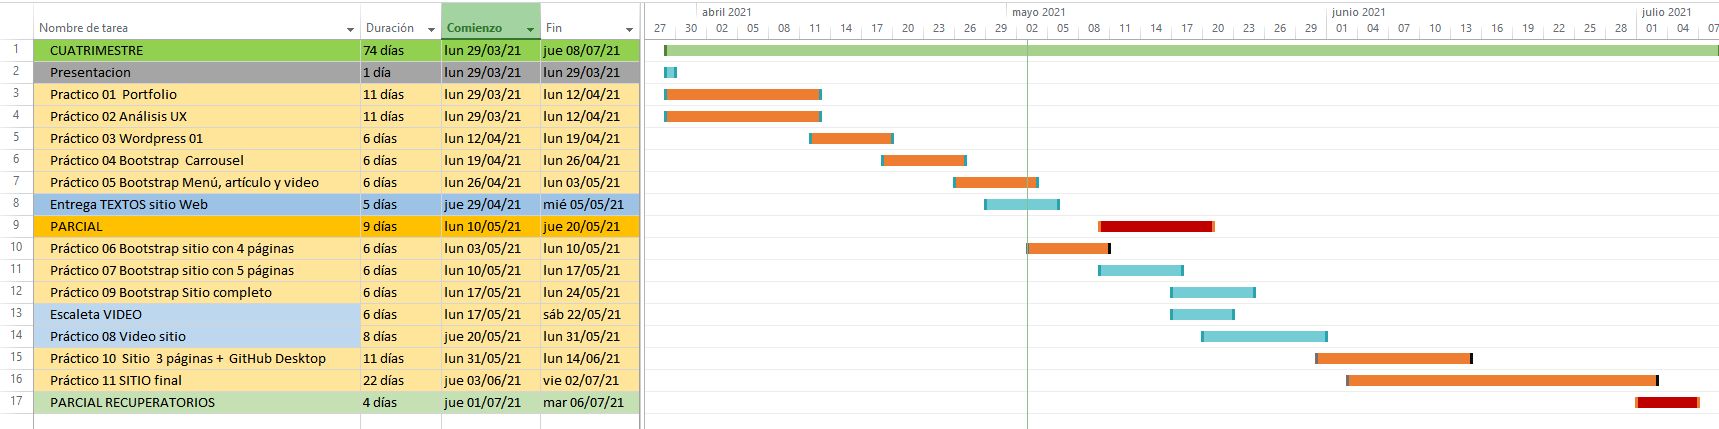 abril 2021 mayo 2021 junio 2021 julio 2021
Nombre de tarea Duración Comienzo Fin 27 30 02 05 08 11 14 17 20 23 26 29 02 05 08 11 14 17 20 23 26 29 01 04 07 10 13 16 19 22 25 28 01 04 07
1 CUATRIMESTRE 74 días lun 29/03/21 jue 08/07/21
2 Presentacion 1 día lun 29/03/21 lun 29/03/21
3 Practico 01 Portfolio 11 días lun 29/03/21 lun 12/04/21
4 Práctico 02 Análisis UX 11 días lun 29/03/21 lun 12/04/21
5 Práctico 03 Wordpress 01 6 días lun 12/04/21 lun 19/04/21
6 Práctico 04 Bootstrap Carrousel 6 días lun 19/04/21 lun 26/04/21
7 Práctico 05 Bootstrap Menú, artículo y video 6 días lun 26/04/21 lun 03/05/21
8 Entrega TEXTOS sitio Web 5 días jue 29/04/21 mié 05/05/21
9 PARCIAL 9 días lun 10/05/21 jue 20/05/21
10 Práctico 06 Bootstrap sitio con 4 páginas 6 días lun 03/05/21 lun 10/05/21
11 Práctico 07 Bootstrap sitio con 5 páginas 6 días lun 10/05/21 lun 17/05/21
12 Práctico 09 Bootstrap Sitio completo 6 días lun 17/05/21 lun 24/05/21
13 Escaleta VIDEO 6 días lun 17/05/21 sáb 22/05/21
14 Práctico 08 Video sitio 8 días jue 20/05/21 lun 31/05/21
15 Práctico 10 Sitio 3 páginas + GitHub Desktop 11 días lun 31/05/21 lun 14/06/21
16 Práctico 11 SITIO final 22 días jue 03/06/21 vie 02/07/21
17 PARCIAL RECUPERATORIOS 4 días jue 01/07/21 mar 06/07/21